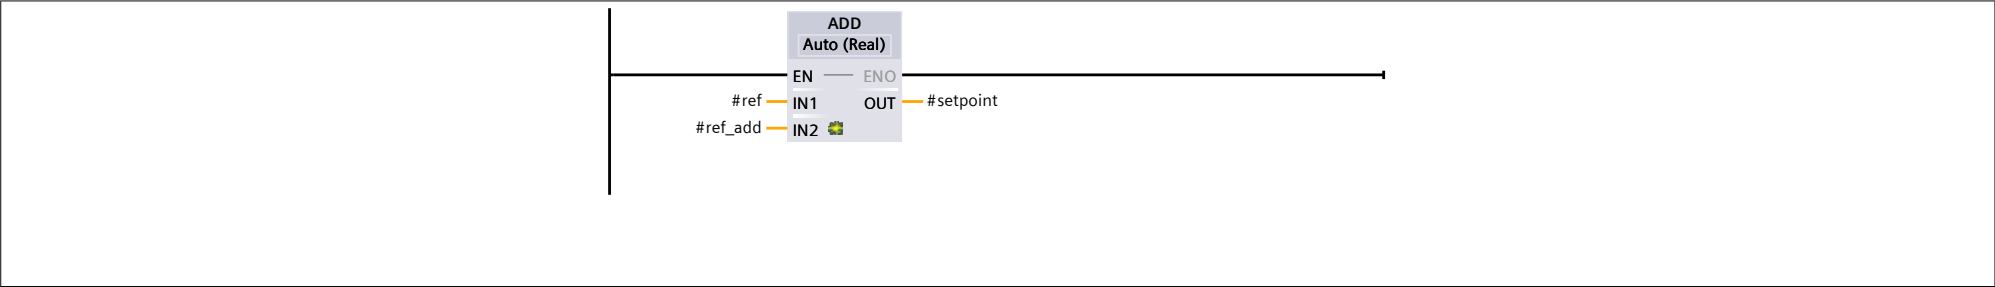 ADD
Auto (Real)
EN ENO
#ref IN1 OUT #setpoint
#ref_add IN2